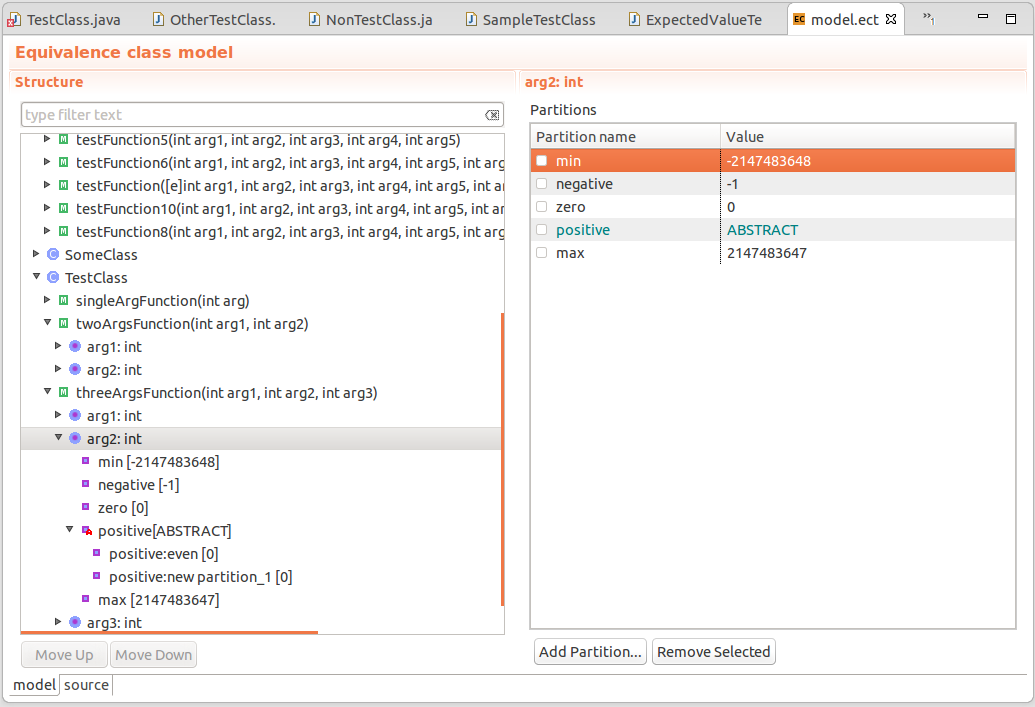 TestClass.java OtherTestClass. NonTestClass.ja SampleTestClass ExpectedValueTe EC model.ect »1
Equivalence class model
Structure
type filter text
testFunction5(int arg1, int arg2, int arg3, int arg4, int arg5)
testFunction6(int arg1, int arg2, int arg3, int arg4, int arg5, int arg
testFunction([e]int arg1, int arg2, int arg3, int arg4, int arg5, int ar
testFunction10(int arg1, int arg2, int arg3, int arg4, int arg5, int ar
testFunction8(int arg1, int arg2, int arg3, int arg4, int arg5, int arg
SomeClass
TestClass
singleArgFunction(int arg)
twoArgsFunction(int arg1, int arg2)
arg1: int
arg2: int
threeArgsFunction(int arg1, int arg2, int arg3)
arg1: int
arg2: int
min [-2147483648]
negative [-1]
zero [0]
positive[ABSTRACT]
positive:even [0]
positive:new partition_1 [0]
max [2147483647]
arg3: int
Move Up Move Down
arg2: int
Partitions
Partition name Value
min -2147483648
negative -1
zero 0
positive ABSTRACT
max 2147483647
Add Partition... Remove Selected
model source